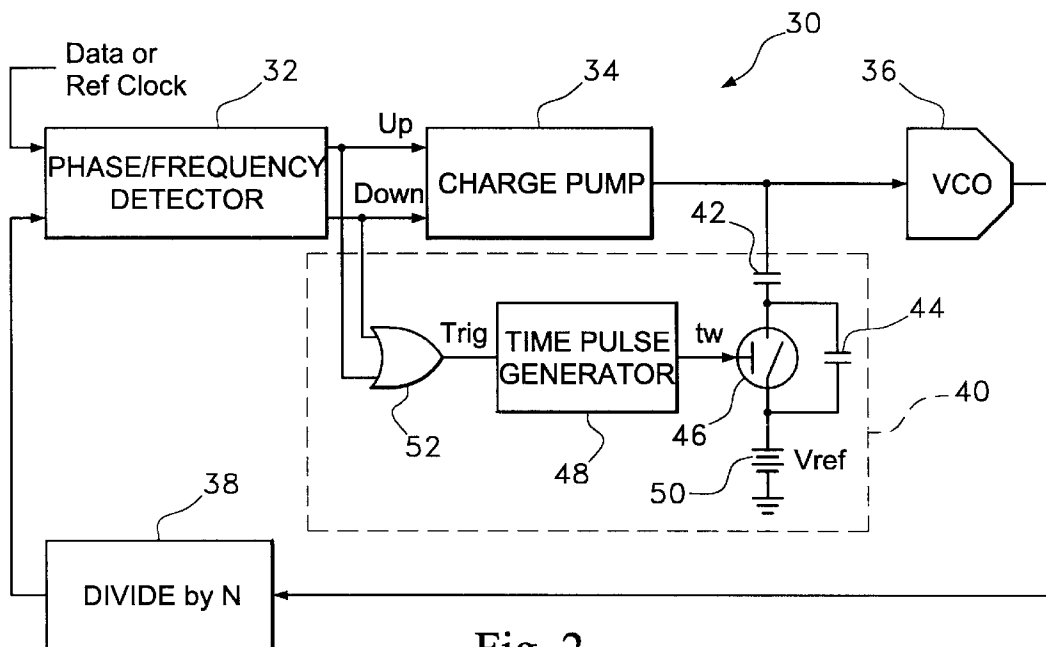 30
Data or
Ref Clock
32
34
36
Up
PHASE/FREQUENCY
DETECTOR
Down
CHARGE PUMP
VCO
42
44
Trig
TIME PULSE
GENERATOR
tw
52
48
46
40
50
Vref
38
DIVIDE by N
Fig. 2